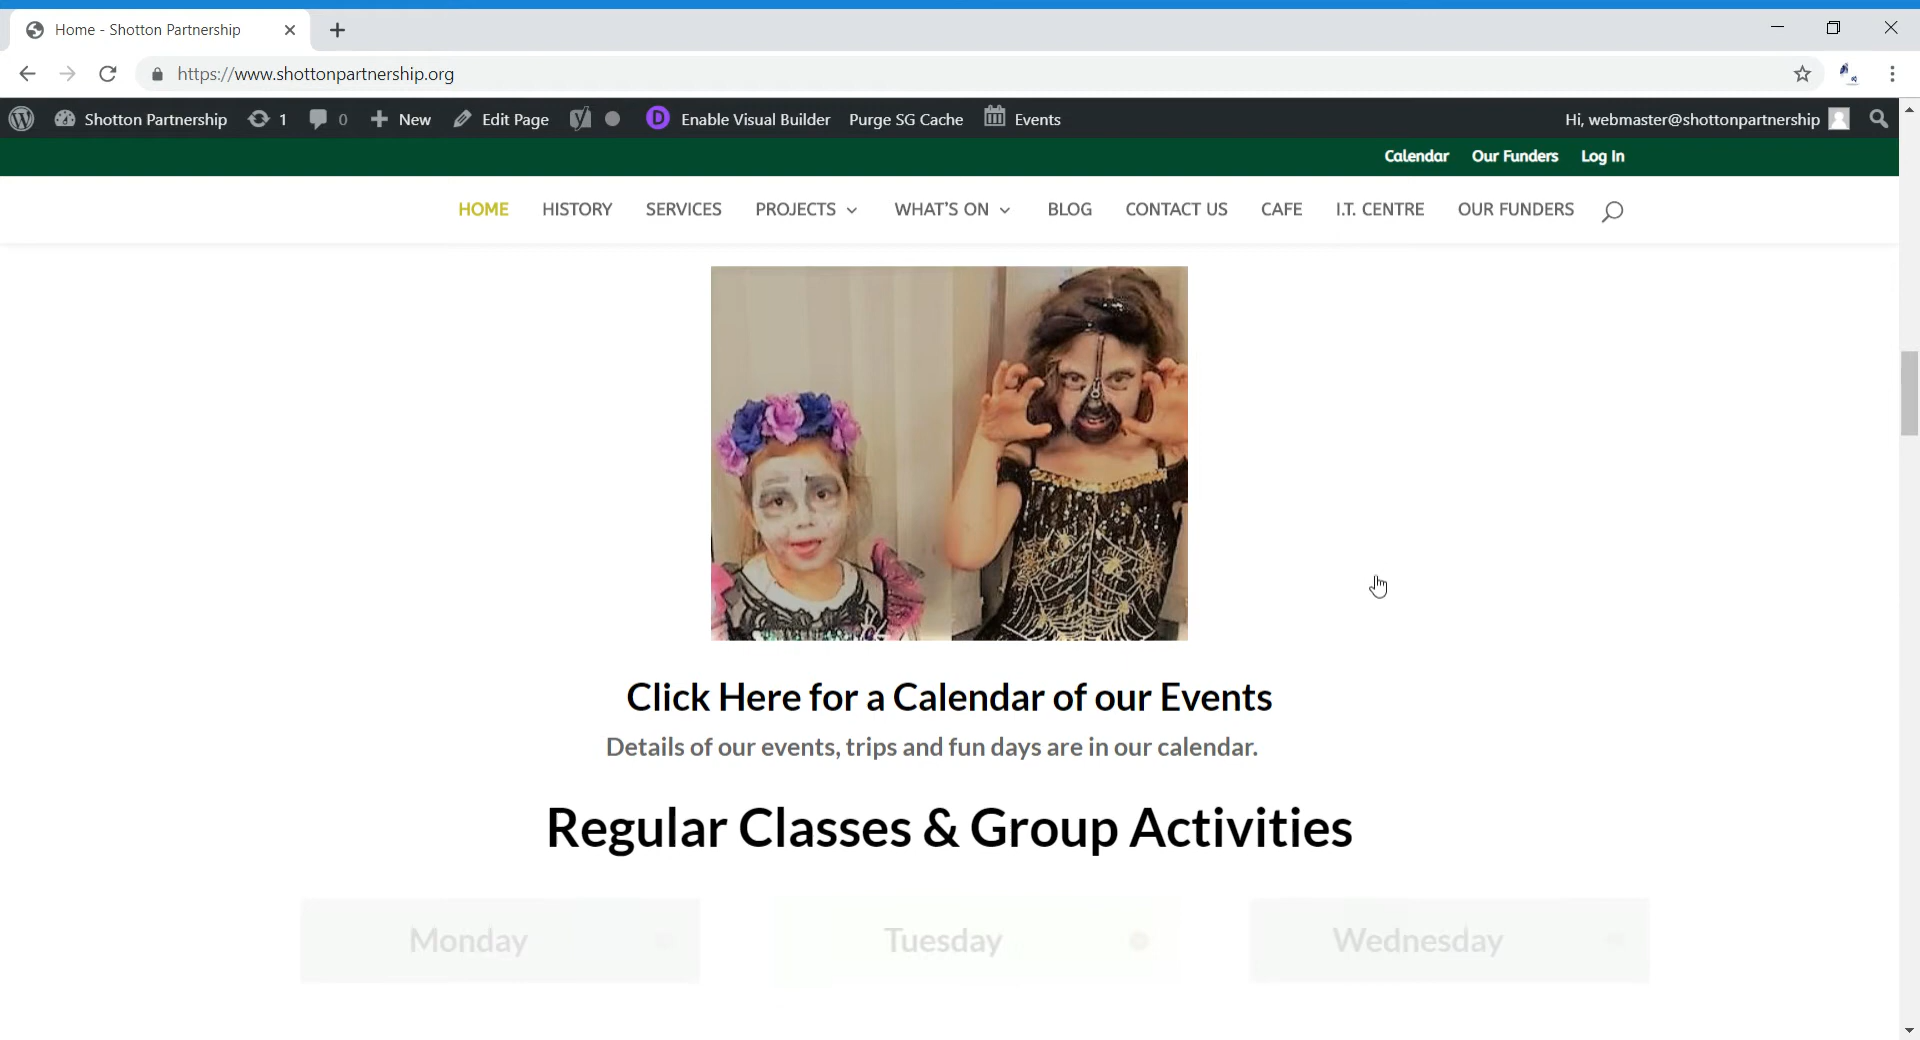 Home - Shotton Partnership
https://www.shottonpartnership.org
Shotton Partnership 1 0 New Edit Page Enable Visual Builder Purge SG Cache Events Hi, webmaster@shottonpartnership
Calendar Our Funders Log In
HOME HISTORY SERVICES PROJECTS WHAT'S ON BLOG CONTACT US CAFE I.T. CENTRE OUR FUNDERS
Click Here for a Calendar of our Events
Details of our events, trips and fun days are in our calendar.
Regular Classes & Group Activities
Monday Tuesday Wednesday